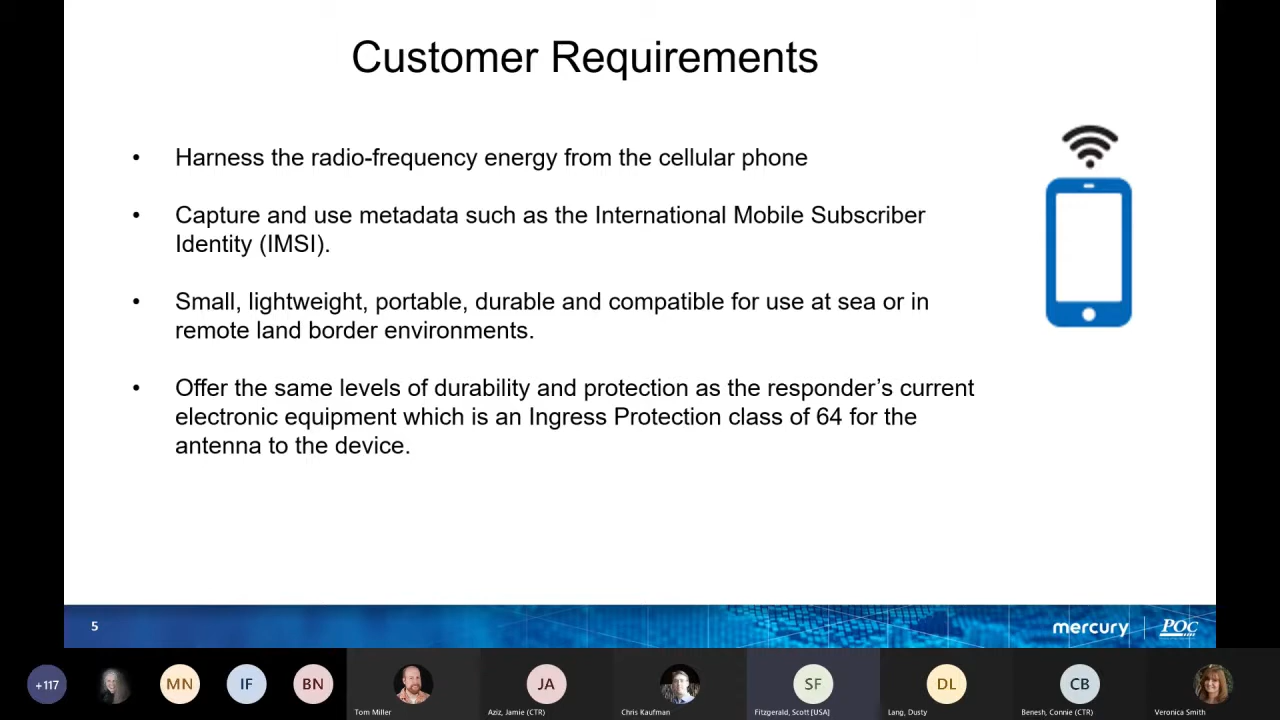 Customer Requirements
• Harness the radio-frequency energy from the cellular phone
• Capture and use metadata such as the International Mobile Subscriber
Identity (IMSI).
• Small, lightweight, portable, durable and compatible for use at sea or in
remote land border environments.
• Offer the same levels of durability and protection as the responder’s current
electronic equipment which is an Ingress Protection class of 64 for the
antenna to the device.
5
mercury
POC
+117
MN
IF
BN
Tom Miller
JA
Aziz, Jamie (CTR)
Chris Kaufman
SF
Fitzgerald, Scott [USA]
DL
Lang, Dusty
CB
Benesh, Connie (CTR)
Veronica Smith